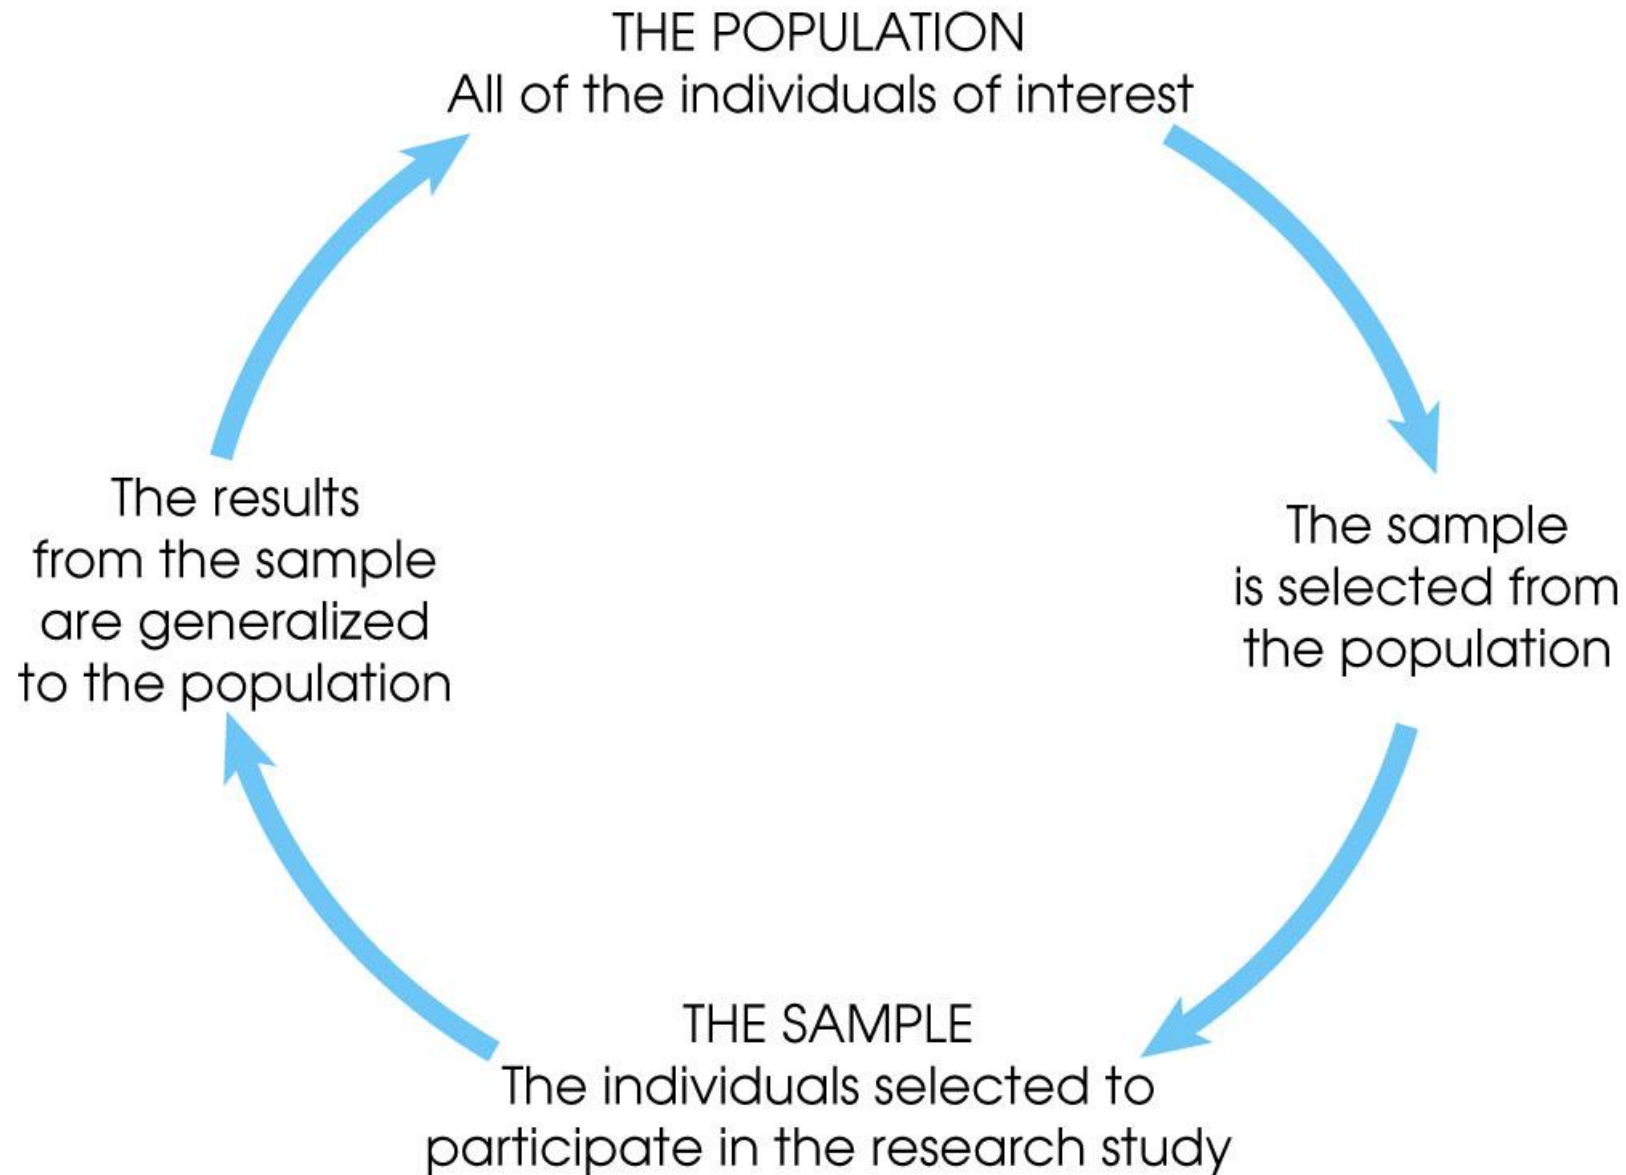 THE POPULATION
All of the individuals of interest
The sample
is selected from
the population
THE SAMPLE
The individuals selected to
participate in the research study
The results
from the sample
are generalized
to the population